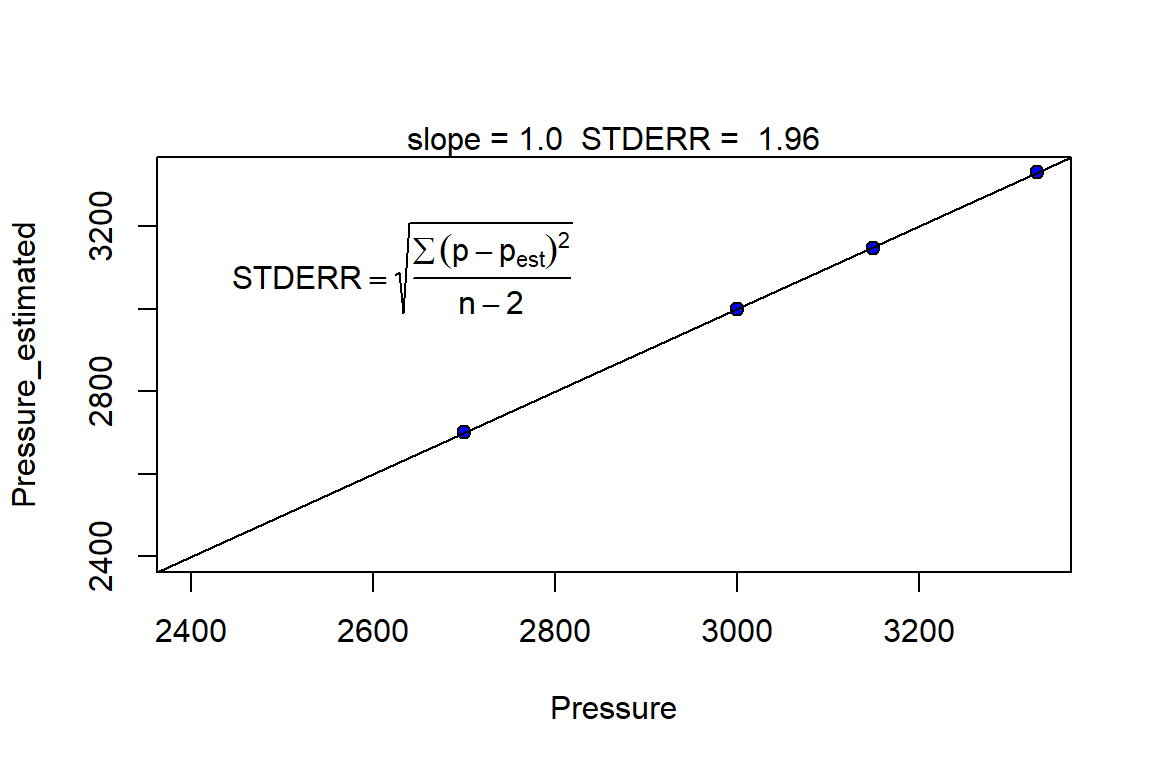 slope = 1.0  STDERR =  1.96
STDERR = √(∑(p − p_est)² / (n − 2))
Pressure_estimated
3200
2800
2400
2400 2600 2800 3000 3200
Pressure